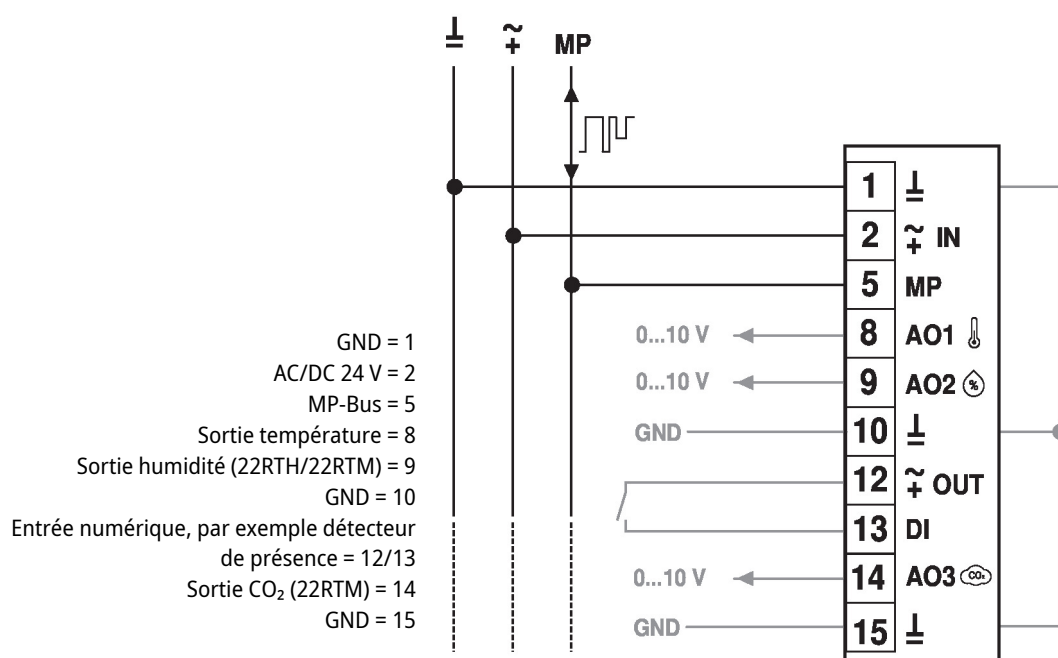 MP
1
2 IN
5 MP
0...10 V 8 AO1
0...10 V 9 AO2 %
GND 10
12 OUT
13 DI
0...10 V 14 AO3 CO₂
GND 15
GND = 1
AC/DC 24 V = 2
MP-Bus = 5
Sortie température = 8
Sortie humidité (22RTH/22RTM) = 9
GND = 10
Entrée numérique, par exemple détecteur
de présence = 12/13
Sortie CO₂ (22RTM) = 14
GND = 15